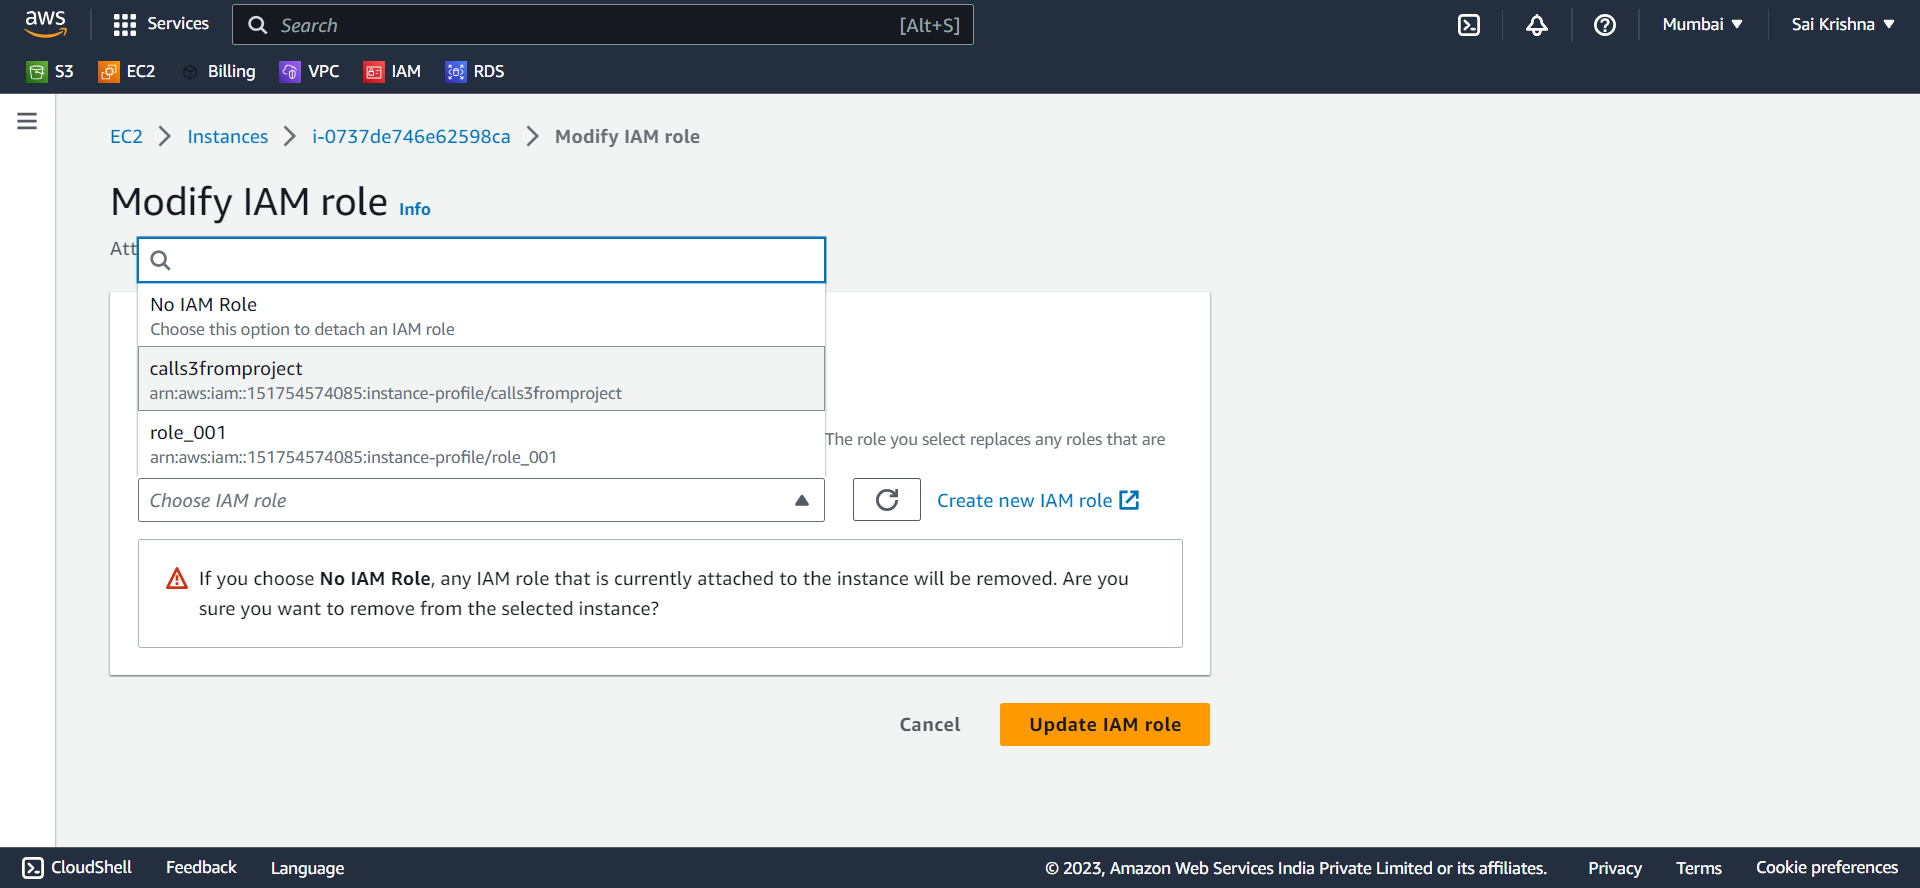 aws
Services
Search
[Alt+S]
Mumbai
Sai Krishna
S3
EC2
Billing
VPC
IAM
RDS
EC2
Instances
i-0737de746e62598ca
Modify IAM role
Modify IAM role
Info
Att
No IAM Role
Choose this option to detach an IAM role
calls3fromproject
arn:aws:iam::151754574085:instance-profile/calls3fromproject
role_001
arn:aws:iam::151754574085:instance-profile/role_001
The role you select replaces any roles that are
Choose IAM role
Create new IAM role
If you choose No IAM Role, any IAM role that is currently attached to the instance will be removed. Are you
sure you want to remove from the selected instance?
Cancel
Update IAM role
CloudShell
Feedback
Language
© 2023, Amazon Web Services India Private Limited or its affiliates.
Privacy
Terms
Cookie preferences